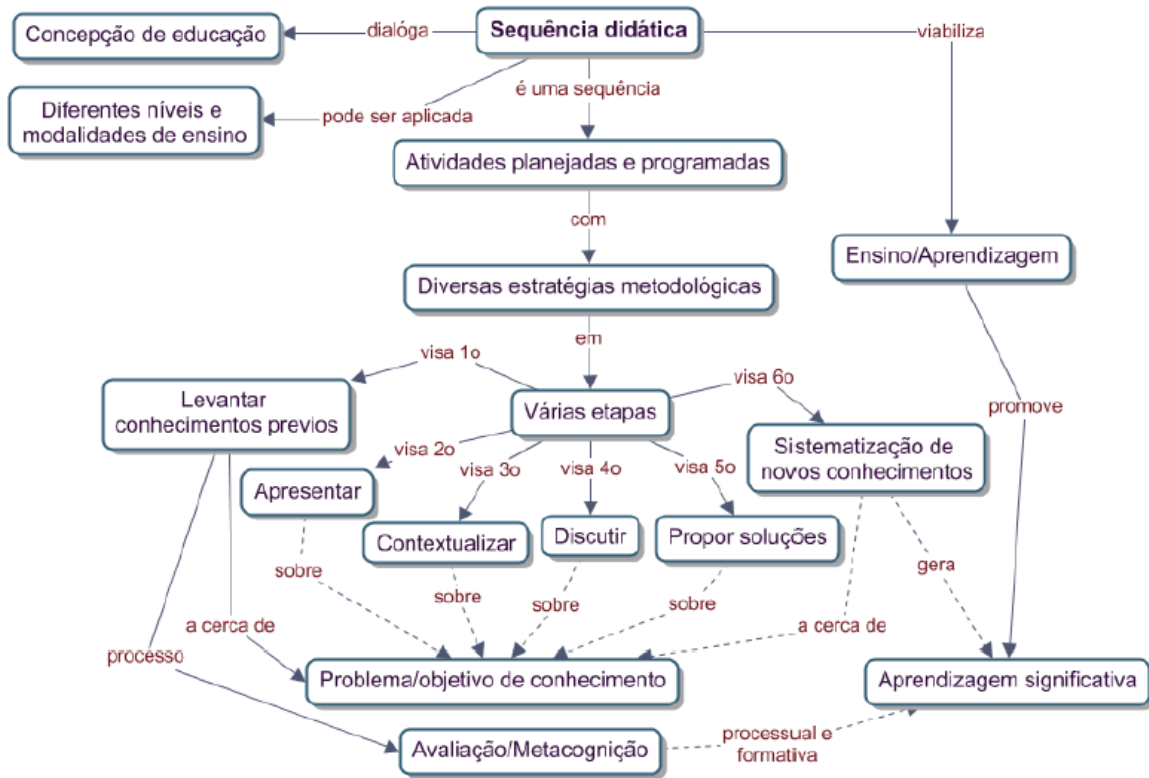 Concepção de educação
dialóga
Sequência didática
viabiliza
Diferentes níveis e
modalidades de ensino
pode ser aplicada
é uma sequência
Atividades planejadas e programadas
com
Ensino/Aprendizagem
Diversas estratégias metodológicas
em
visa 1o
Levantar
conhecimentos previos
Várias etapas
visa 6o
promove
Sistematização de
novos conhecimentos
visa 2o
visa 3o
visa 4o
visa 5o
Apresentar
Contextualizar
Discutir
Propor soluções
sobre
sobre
sobre
sobre
gera
a cerca de
a cerca de
processo
Problema/objetivo de conhecimento
Aprendizagem significativa
Avaliação/Metacognição
processual e
formativa